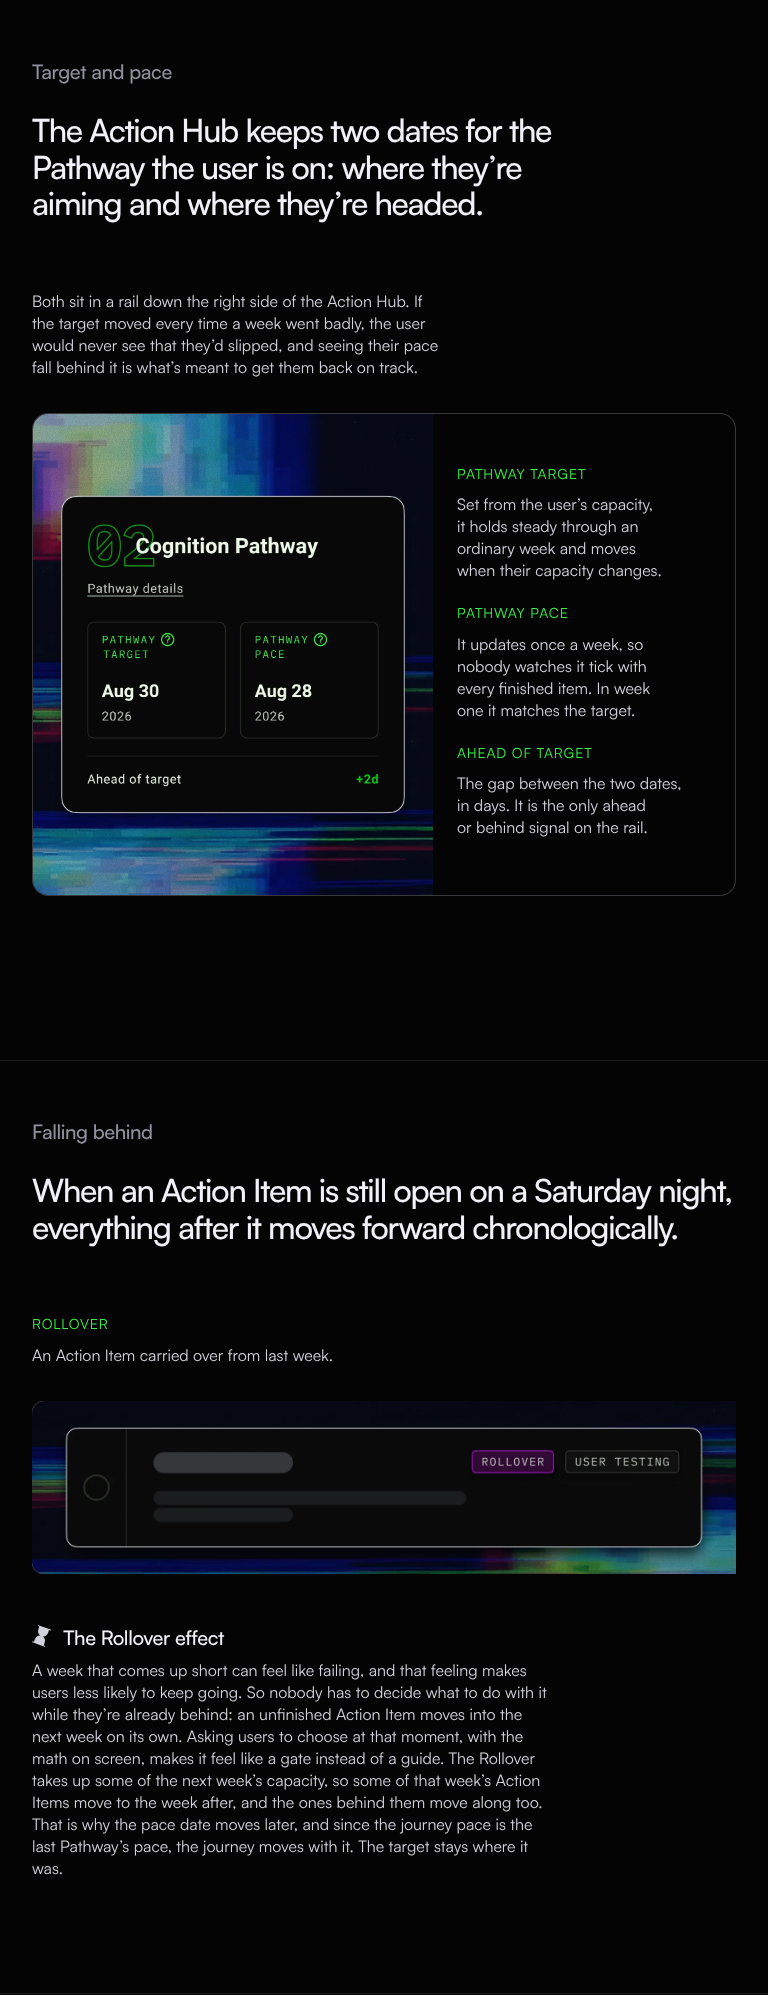 Target and pace
The Action Hub keeps two dates for the
Pathway the user is on: where they’re
aiming and where they’re headed.
Both sit in a rail down the right side of the Action Hub. If
the target moved every time a week went badly, the user
would never see that they’d slipped, and seeing their pace
fall behind it is what’s meant to get them back on track.
02
Cognition Pathway
Pathway details
PATHWAY ?
TARGET
Aug 30
2026
PATHWAY ?
PACE
Aug 28
2026
Ahead of target +2d
PATHWAY TARGET
Set from the user’s capacity,
it holds steady through an
ordinary week and moves
when their capacity changes.
PATHWAY PACE
It updates once a week, so
nobody watches it tick with
every finished item. In week
one it matches the target.
AHEAD OF TARGET
The gap between the two dates,
in days. It is the only ahead
or behind signal on the rail.
Falling behind
When an Action Item is still open on a Saturday night,
everything after it moves forward chronologically.
ROLLOVER
An Action Item carried over from last week.
ROLLOVER USER TESTING
The Rollover effect
A week that comes up short can feel like failing, and that feeling makes
users less likely to keep going. So nobody has to decide what to do with it
while they’re already behind: an unfinished Action Item moves into the
next week on its own. Asking users to choose at that moment, with the
math on screen, makes it feel like a gate instead of a guide. The Rollover
takes up some of the next week’s capacity, so some of that week’s Action
Items move to the week after, and the ones behind them move along too.
That is why the pace date moves later, and since the journey pace is the
last Pathway’s pace, the journey moves with it. The target stays where it
was.